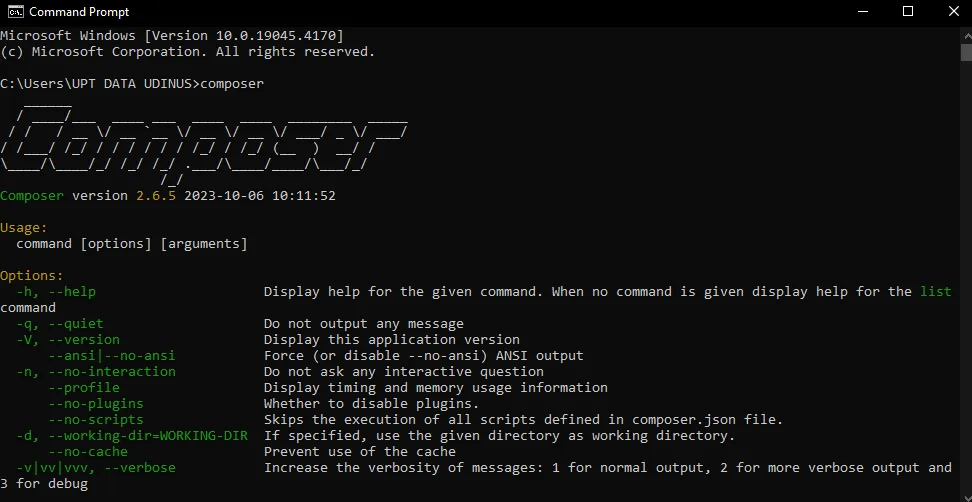 Command Prompt
Microsoft Windows [Version 10.0.19045.4170]
(c) Microsoft Corporation. All rights reserved.
C:\Users\UPT DATA UDINUS>composer
Composer
Composer version 2.6.5 2023-10-06 10:11:52
Usage:
  command [options] [arguments]
Options:
  -h, --help                     Display help for the given command. When no command is given display help for the list
command
  -q, --quiet                    Do not output any message
  -V, --version                  Display this application version
      --ansi|--no-ansi           Force (or disable --no-ansi) ANSI output
  -n, --no-interaction           Do not ask any interactive question
      --profile                  Display timing and memory usage information
      --no-plugins               Whether to disable plugins.
      --no-scripts               Skips the execution of all scripts defined in composer.json file.
  -d, --working-dir=WORKING-DIR  If specified, use the given directory as working directory.
      --no-cache                 Prevent use of the cache
  -v|vv|vvv, --verbose           Increase the verbosity of messages: 1 for normal output, 2 for more verbose output and
3 for debug